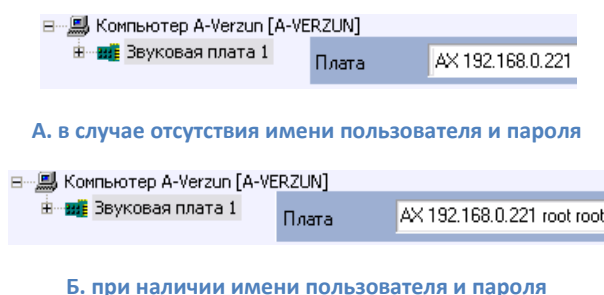 Компьютер A-Verzun [A-VERZUN]
Звуковая плата 1 Плата AX 192.168.0.221
А. в случае отсутствия имени пользователя и пароля
Компьютер A-Verzun [A-VERZUN]
Звуковая плата 1 Плата AX 192.168.0.221 root root
Б. при наличии имени пользователя и пароля